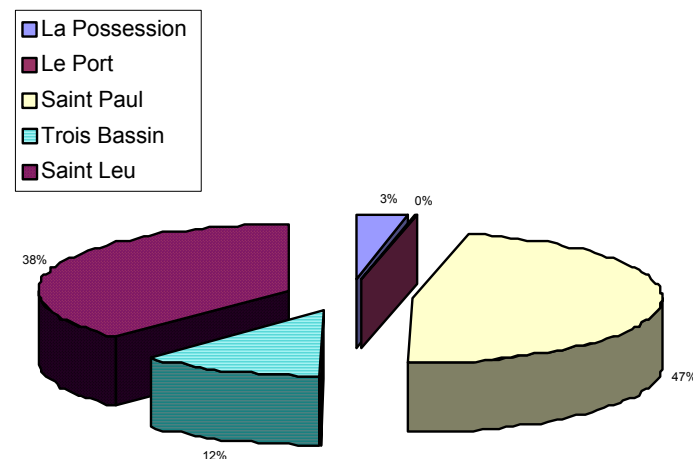 La Possession
Le Port
Saint Paul
Trois Bassin
Saint Leu
3%
0%
38%
47%
12%